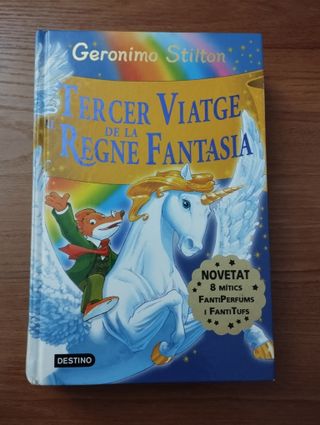 Geronimo Stilton
TERCER VIATGE
DE LA
REGNE FANTASIA
NOVETAT
8 MÍTICS
FANTIPERFUMS
I FANTITUFS
DESTINO